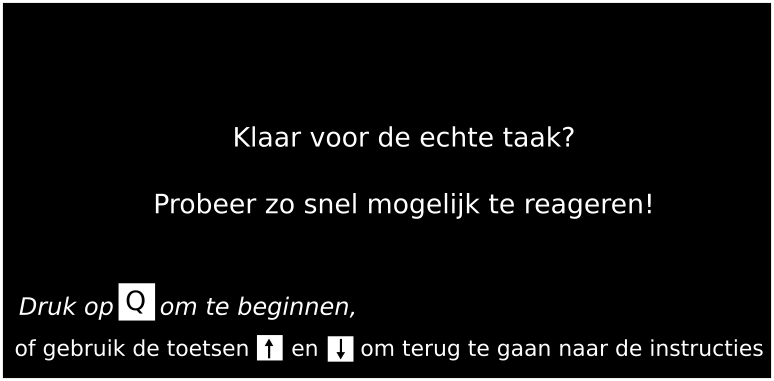 Klaar voor de echte taak?
Probeer zo snel mogelijk te reageren!
Druk op Q om te beginnen,
of gebruik de toetsen ↑ en ↓ om terug te gaan naar de instructies